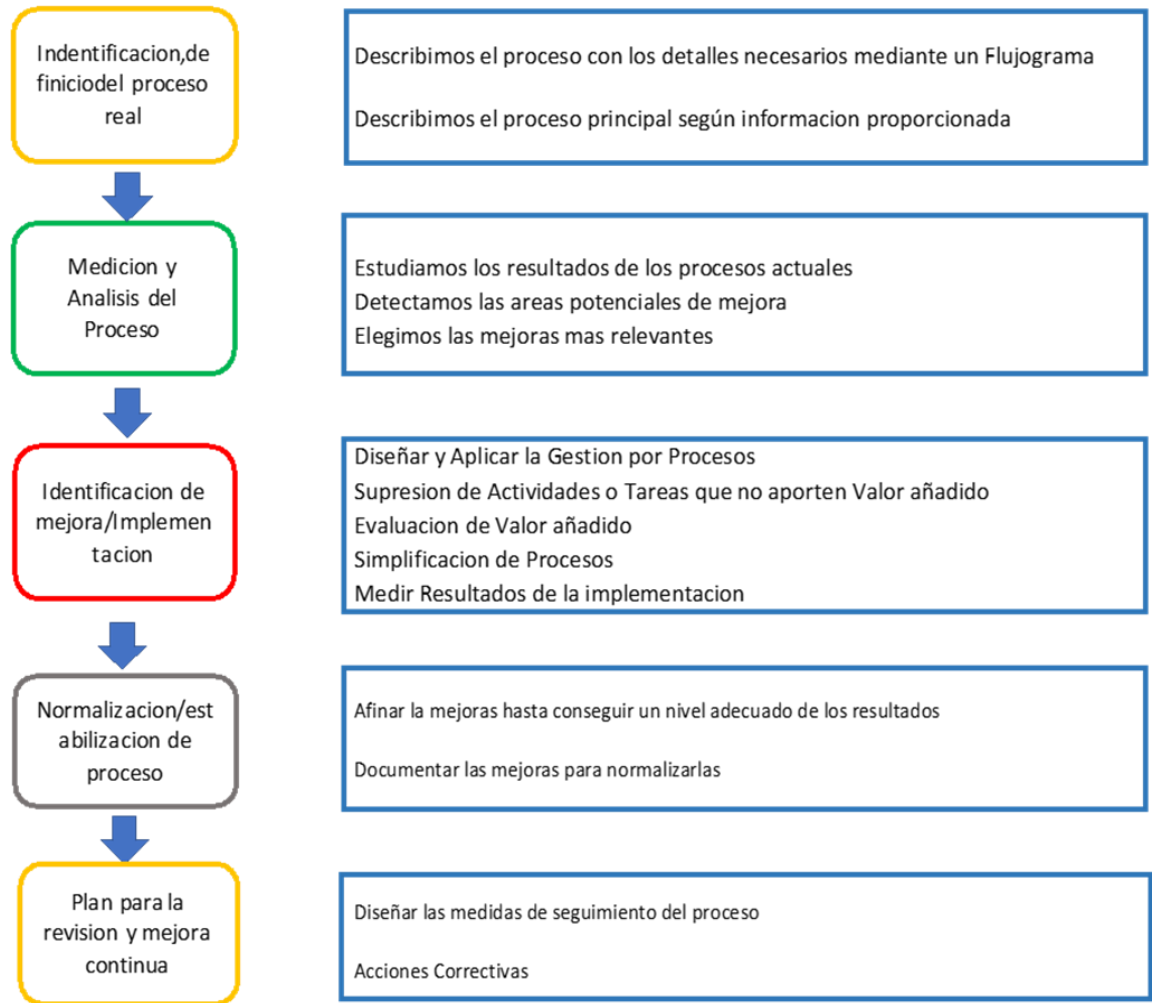 Indentificacion,de
finiciodel proceso
real
Describimos el proceso con los detalles necesarios mediante un Flujograma
Describimos el proceso principal según informacion proporcionada
Medicion y
Analisis del
Proceso
Estudiamos los resultados de los procesos actuales
Detectamos las areas potenciales de mejora
Elegimos las mejoras mas relevantes
Identificacion de
mejora/Implemen
tacion
Diseñar y Aplicar la Gestion por Procesos
Supresion de Actividades o Tareas que no aporten Valor añadido
Evaluacion de Valor añadido
Simplificacion de Procesos
Medir Resultados de la implementacion
Normalizacion/est
abilizacion de
proceso
Afinar la mejoras hasta conseguir un nivel adecuado de los resultados
Documentar las mejoras para normalizarlas
Plan para la
revision y mejora
continua
Diseñar las medidas de seguimiento del proceso
Acciones Correctivas